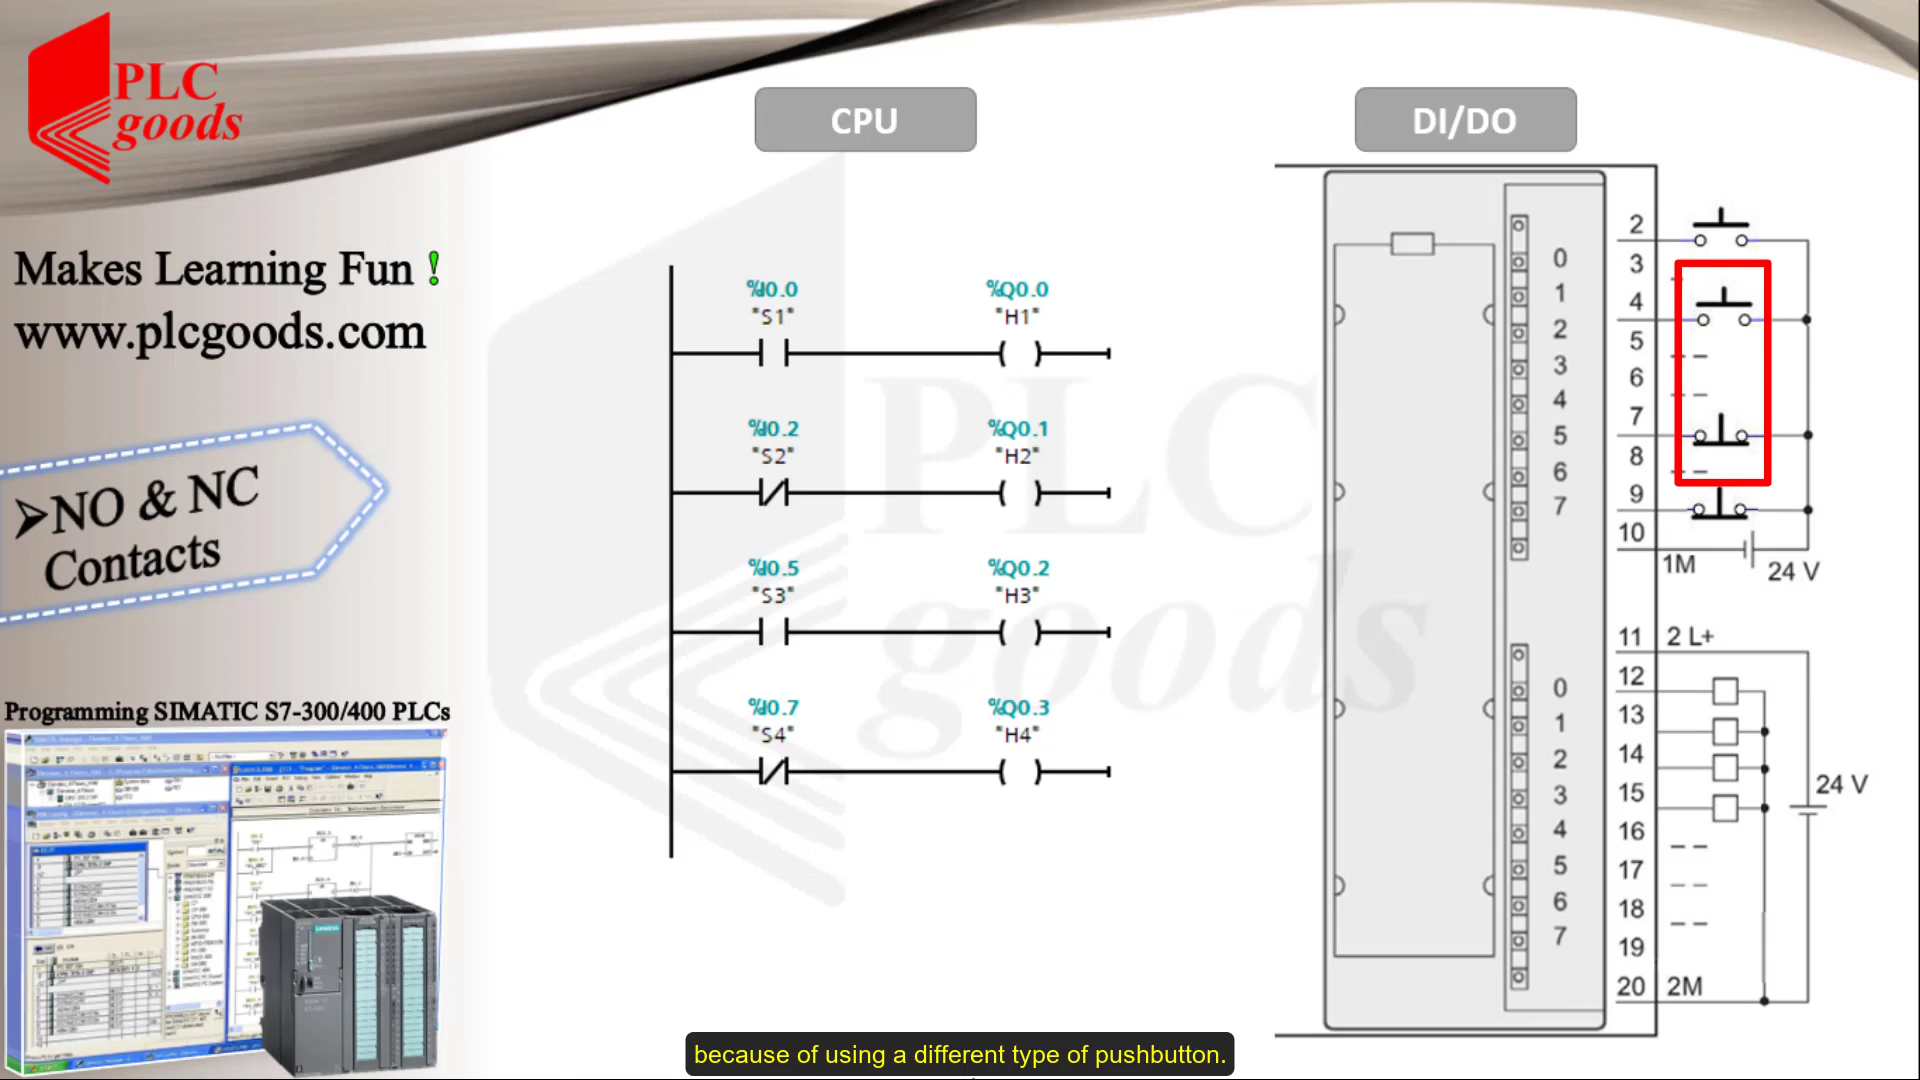 PLC
goods
Makes Learning Fun !
www.plcgoods.com
➢NO & NC
Contacts
Programming SIMATIC S7-300/400 PLCs
SIEMENS
CPU
%I0.0
"S1"
%Q0.0
"H1"
%I0.2
"S2"
%Q0.1
"H2"
%I0.5
"S3"
%Q0.2
"H3"
%I0.7
"S4"
%Q0.3
"H4"
PLC
goods
DI/DO
0
1
2
3
4
5
6
7
2
3
4
5
6
7
8
9
10
1M
24 V
0
1
2
3
4
5
6
7
11 2 L+
12
13
14
15
16
17
18
19
20 2M
24 V
because of using a different type of pushbutton.